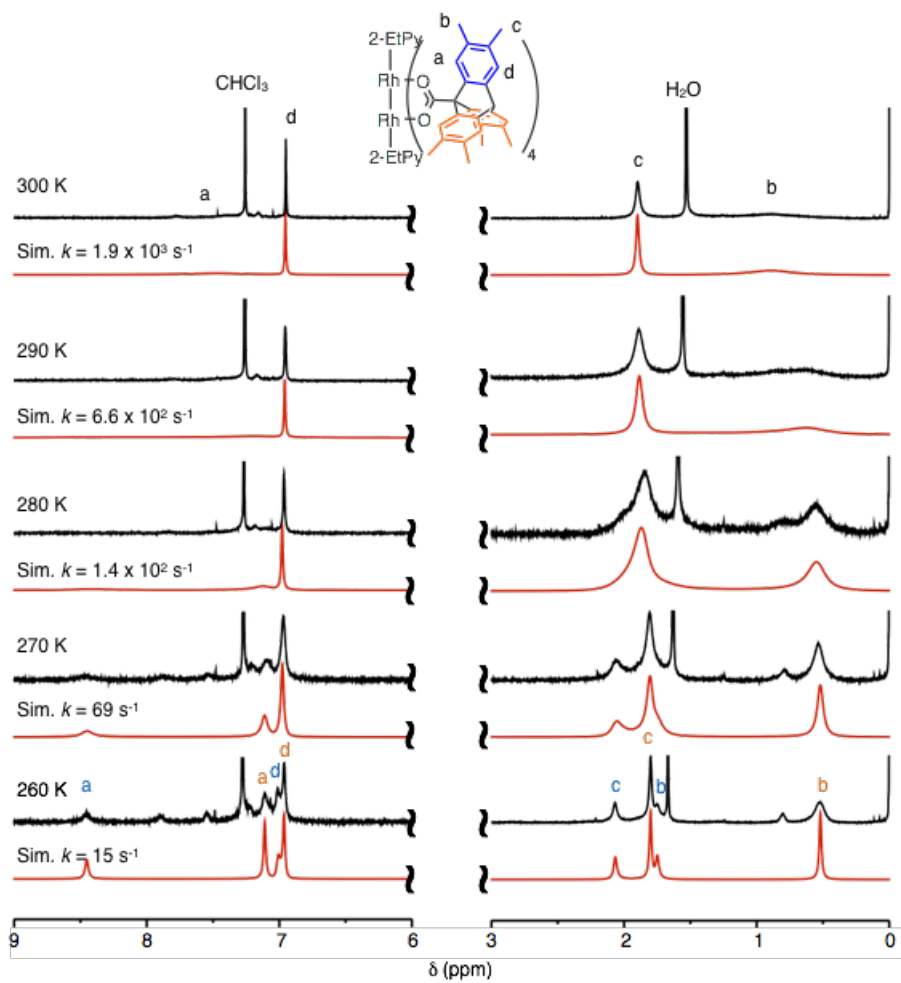 b
c
2-EtPy
a
d
Rh
O
Rh
O
2-EtPy
4
CHCl₃
d
H₂O
c
a
b
300 K
Sim. k = 1.9 x 10³ s⁻¹
290 K
Sim. k = 6.6 x 10² s⁻¹
280 K
Sim. k = 1.4 x 10² s⁻¹
270 K
Sim. k = 69 s⁻¹
a
a
d
d
c
c
b
b
260 K
Sim. k = 15 s⁻¹
9 8 7 6 3 2 1 0
δ (ppm)